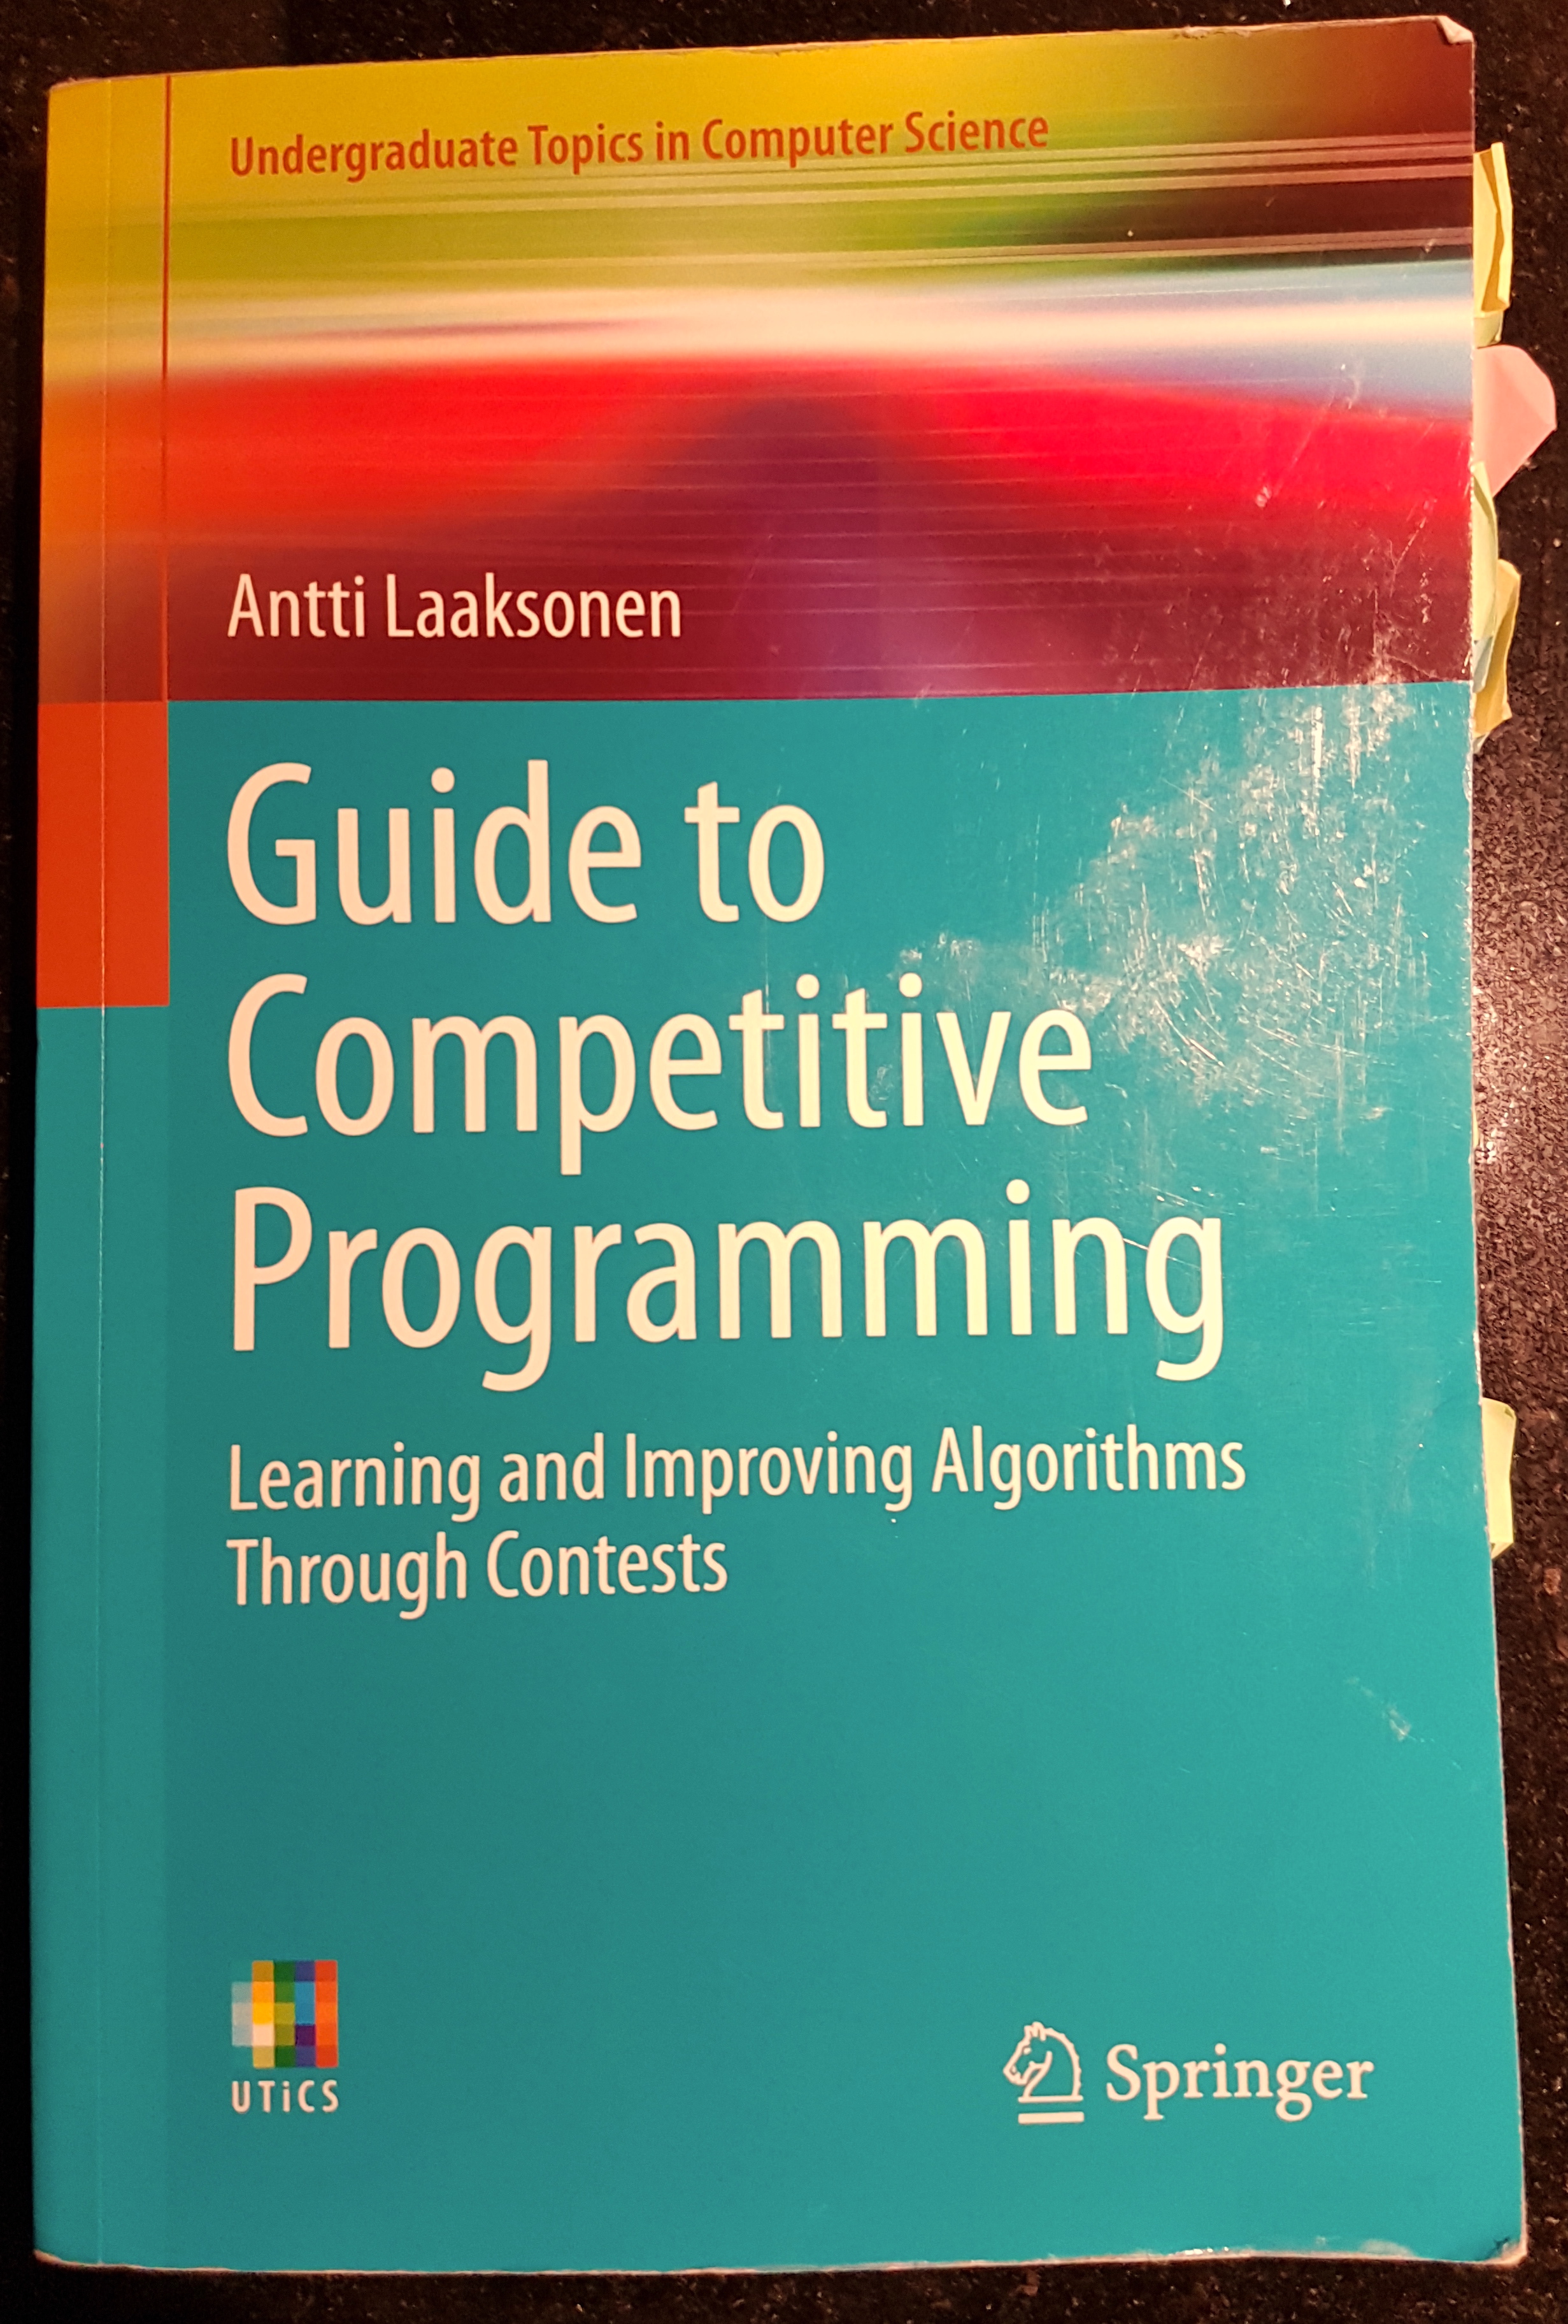 Undergraduate Topics in Computer Science
Antti Laaksonen
Guide to
Competitive
Programming
Learning and Improving Algorithms
Through Contests
UTiCS
Springer